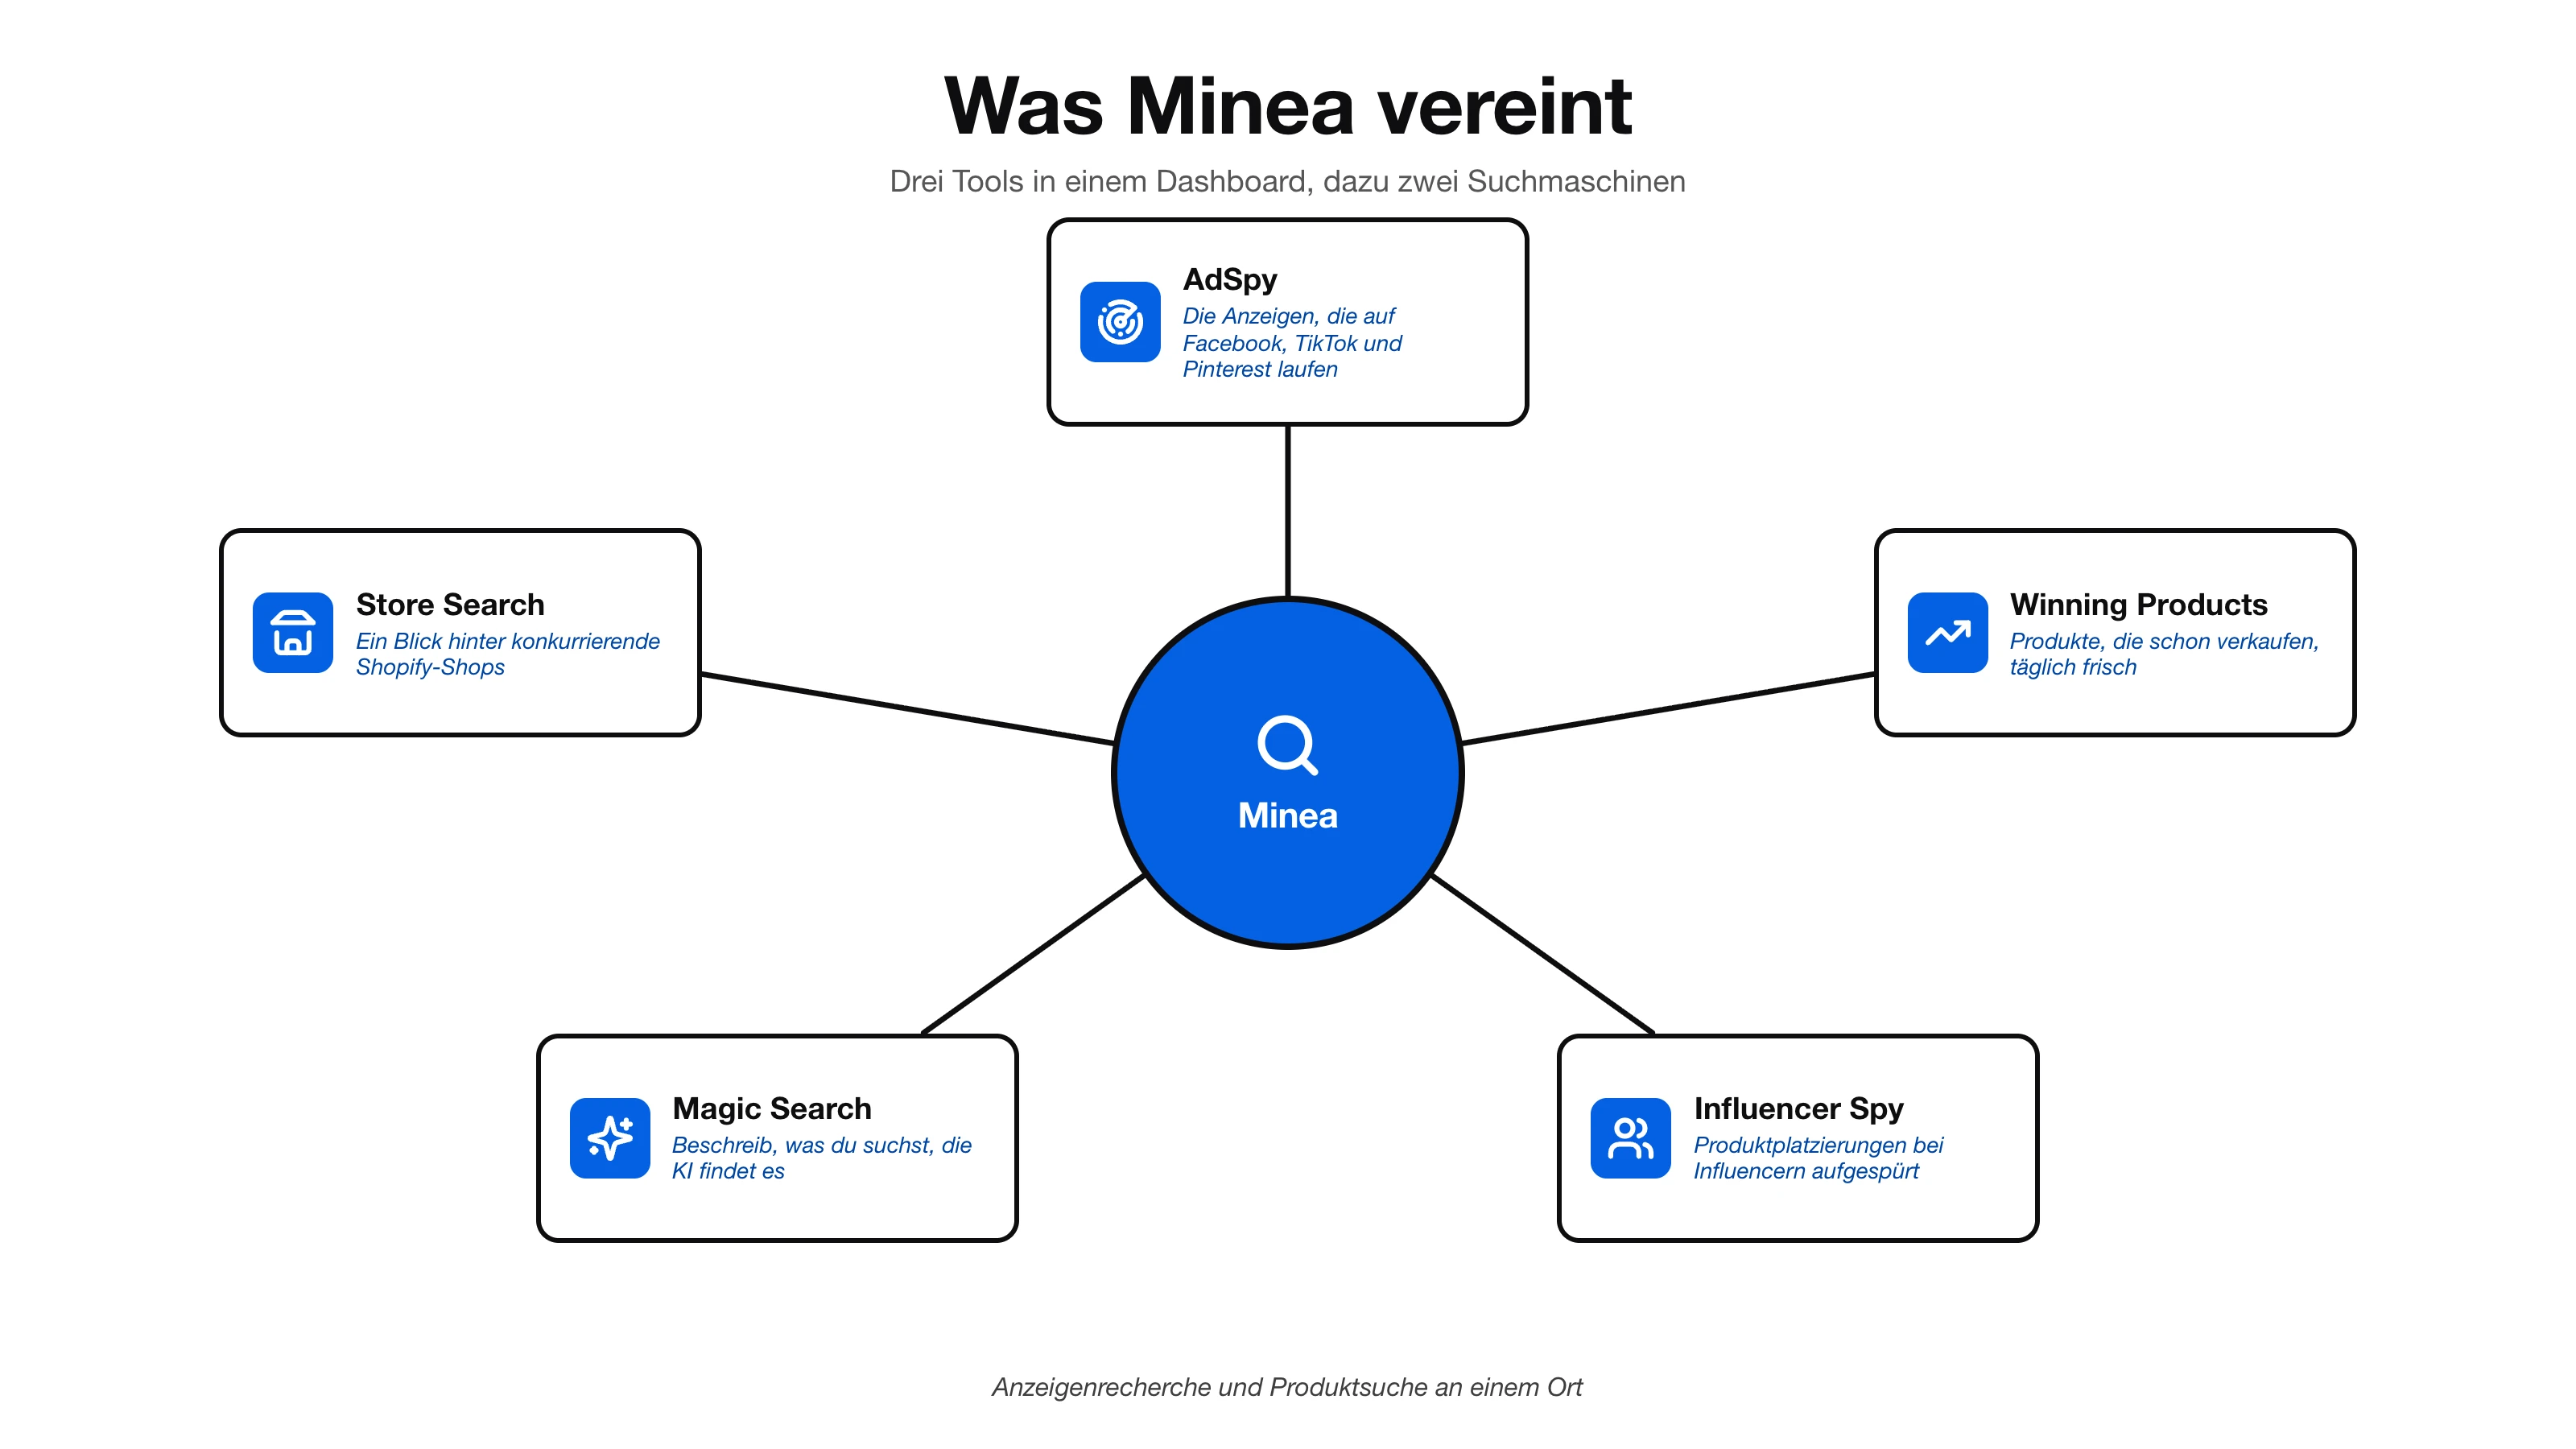 Was Minea vereint
Drei Tools in einem Dashboard, dazu zwei Suchmaschinen
AdSpy
Die Anzeigen, die auf
Facebook, TikTok und
Pinterest laufen
Store Search
Ein Blick hinter konkurrierende
Shopify-Shops
Winning Products
Produkte, die schon verkaufen,
täglich frisch
Minea
Magic Search
Beschreib, was du suchst, die
KI findet es
Influencer Spy
Produktplatzierungen bei
Influencern aufgespürt
Anzeigenrecherche und Produktsuche an einem Ort